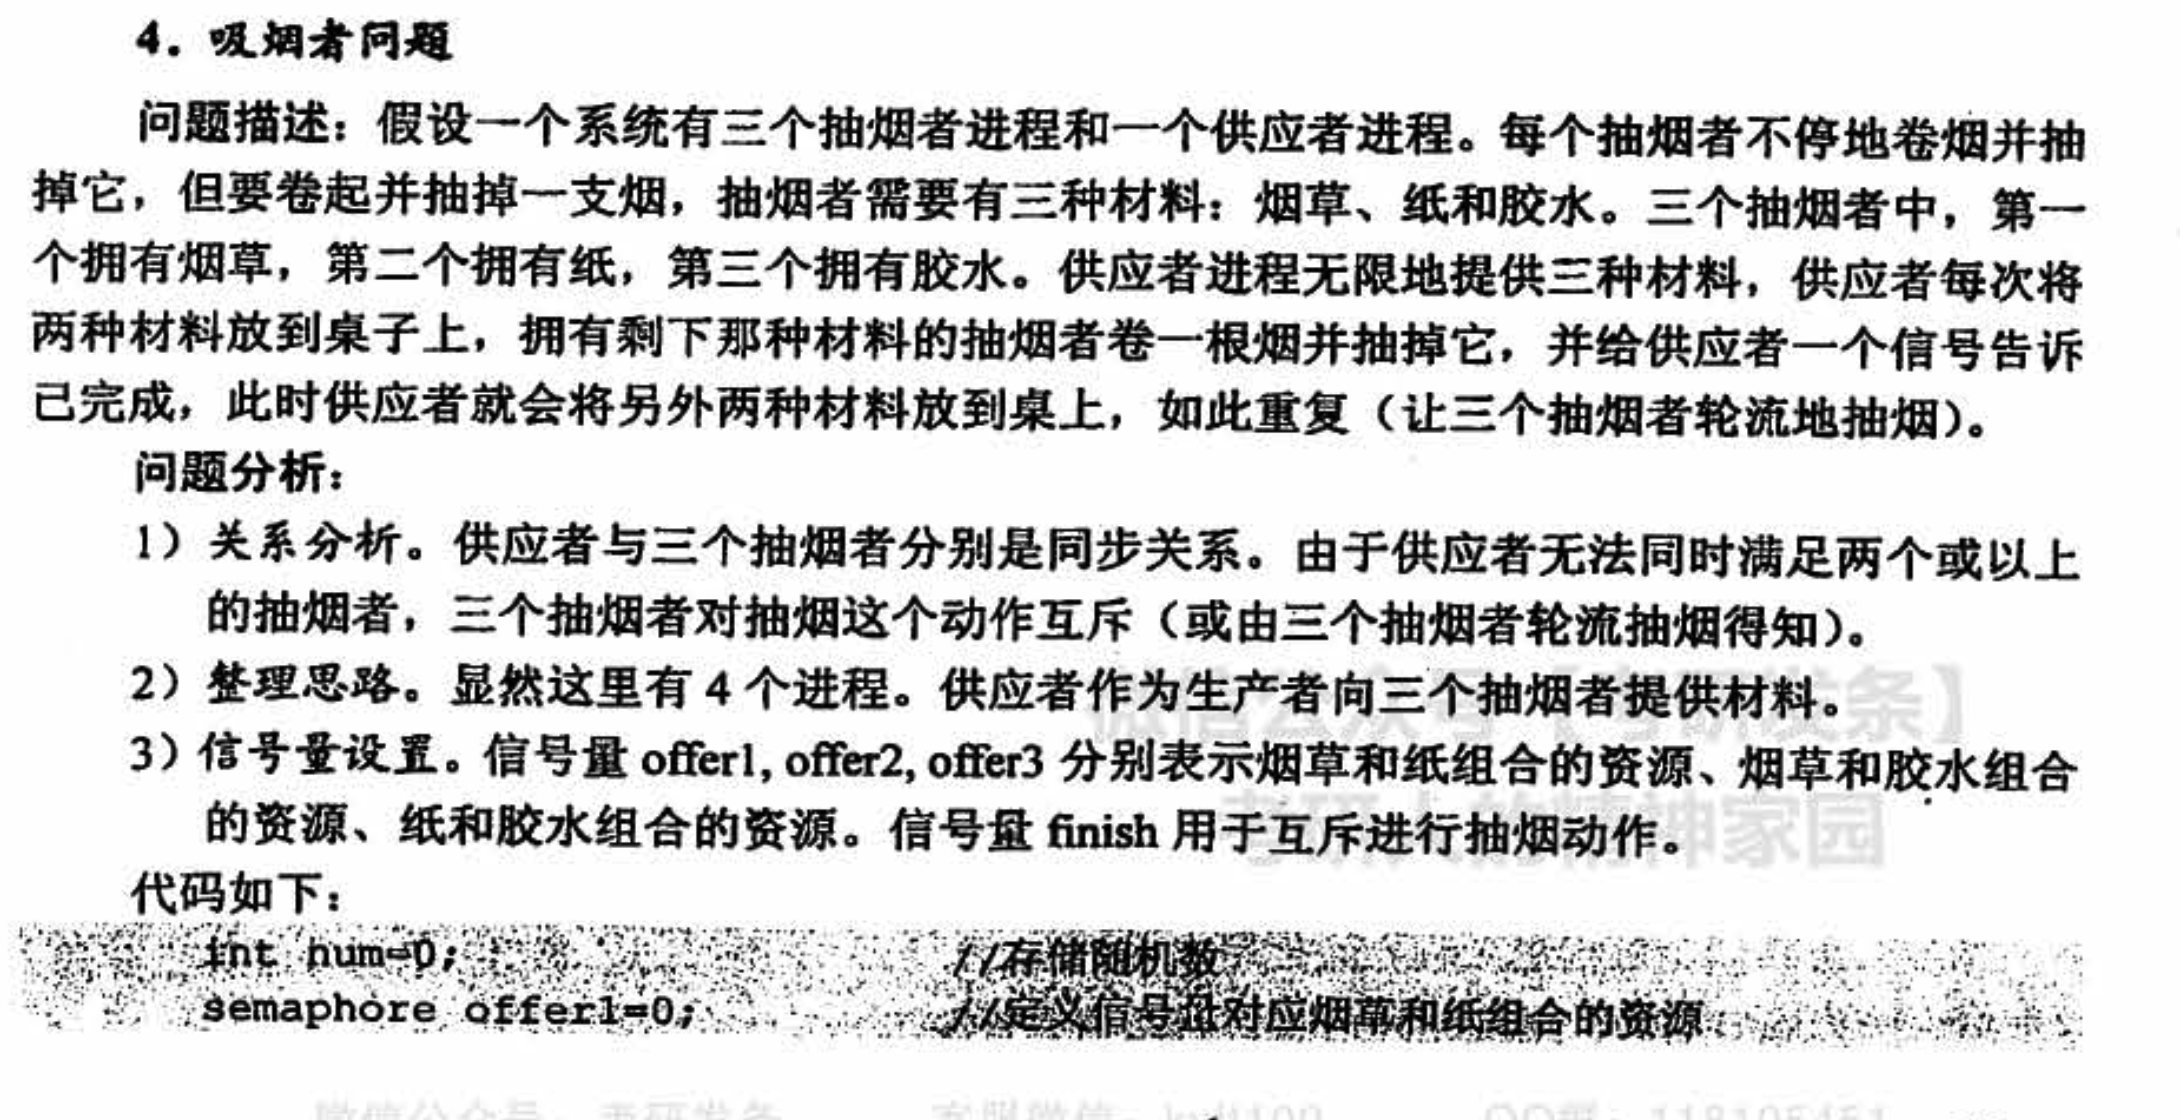 4. 吸烟者问题
问题描述：假设一个系统有三个抽烟者进程和一个供应者进程。每个抽烟者不停地卷烟并抽
掉它，但要卷起并抽掉一支烟，抽烟者需要有三种材料：烟草、纸和胶水。三个抽烟者中，第一
个拥有烟草，第二个拥有纸，第三个拥有胶水。供应者进程无限地提供三种材料，供应者每次将
两种材料放到桌子上，拥有剩下那种材料的抽烟者卷一根烟并抽掉它，并给供应者一个信号告诉
已完成，此时供应者就会将另外两种材料放到桌上，如此重复（让三个抽烟者轮流地抽烟）。
问题分析：
1）关系分析。供应者与三个抽烟者分别是同步关系。由于供应者无法同时满足两个或以上
的抽烟者，三个抽烟者对抽烟这个动作互斥（或由三个抽烟者轮流抽烟得知）。
2）整理思路。显然这里有 4 个进程。供应者作为生产者向三个抽烟者提供材料。
3）信号量设置。信号量 offer1, offer2, offer3 分别表示烟草和纸组合的资源、烟草和胶水组合
的资源、纸和胶水组合的资源。信号量 finish 用于互斥进行抽烟动作。
代码如下：
int num=0; //存储随机数
semaphore offer1=0; //定义信号量对应烟草和纸组合的资源